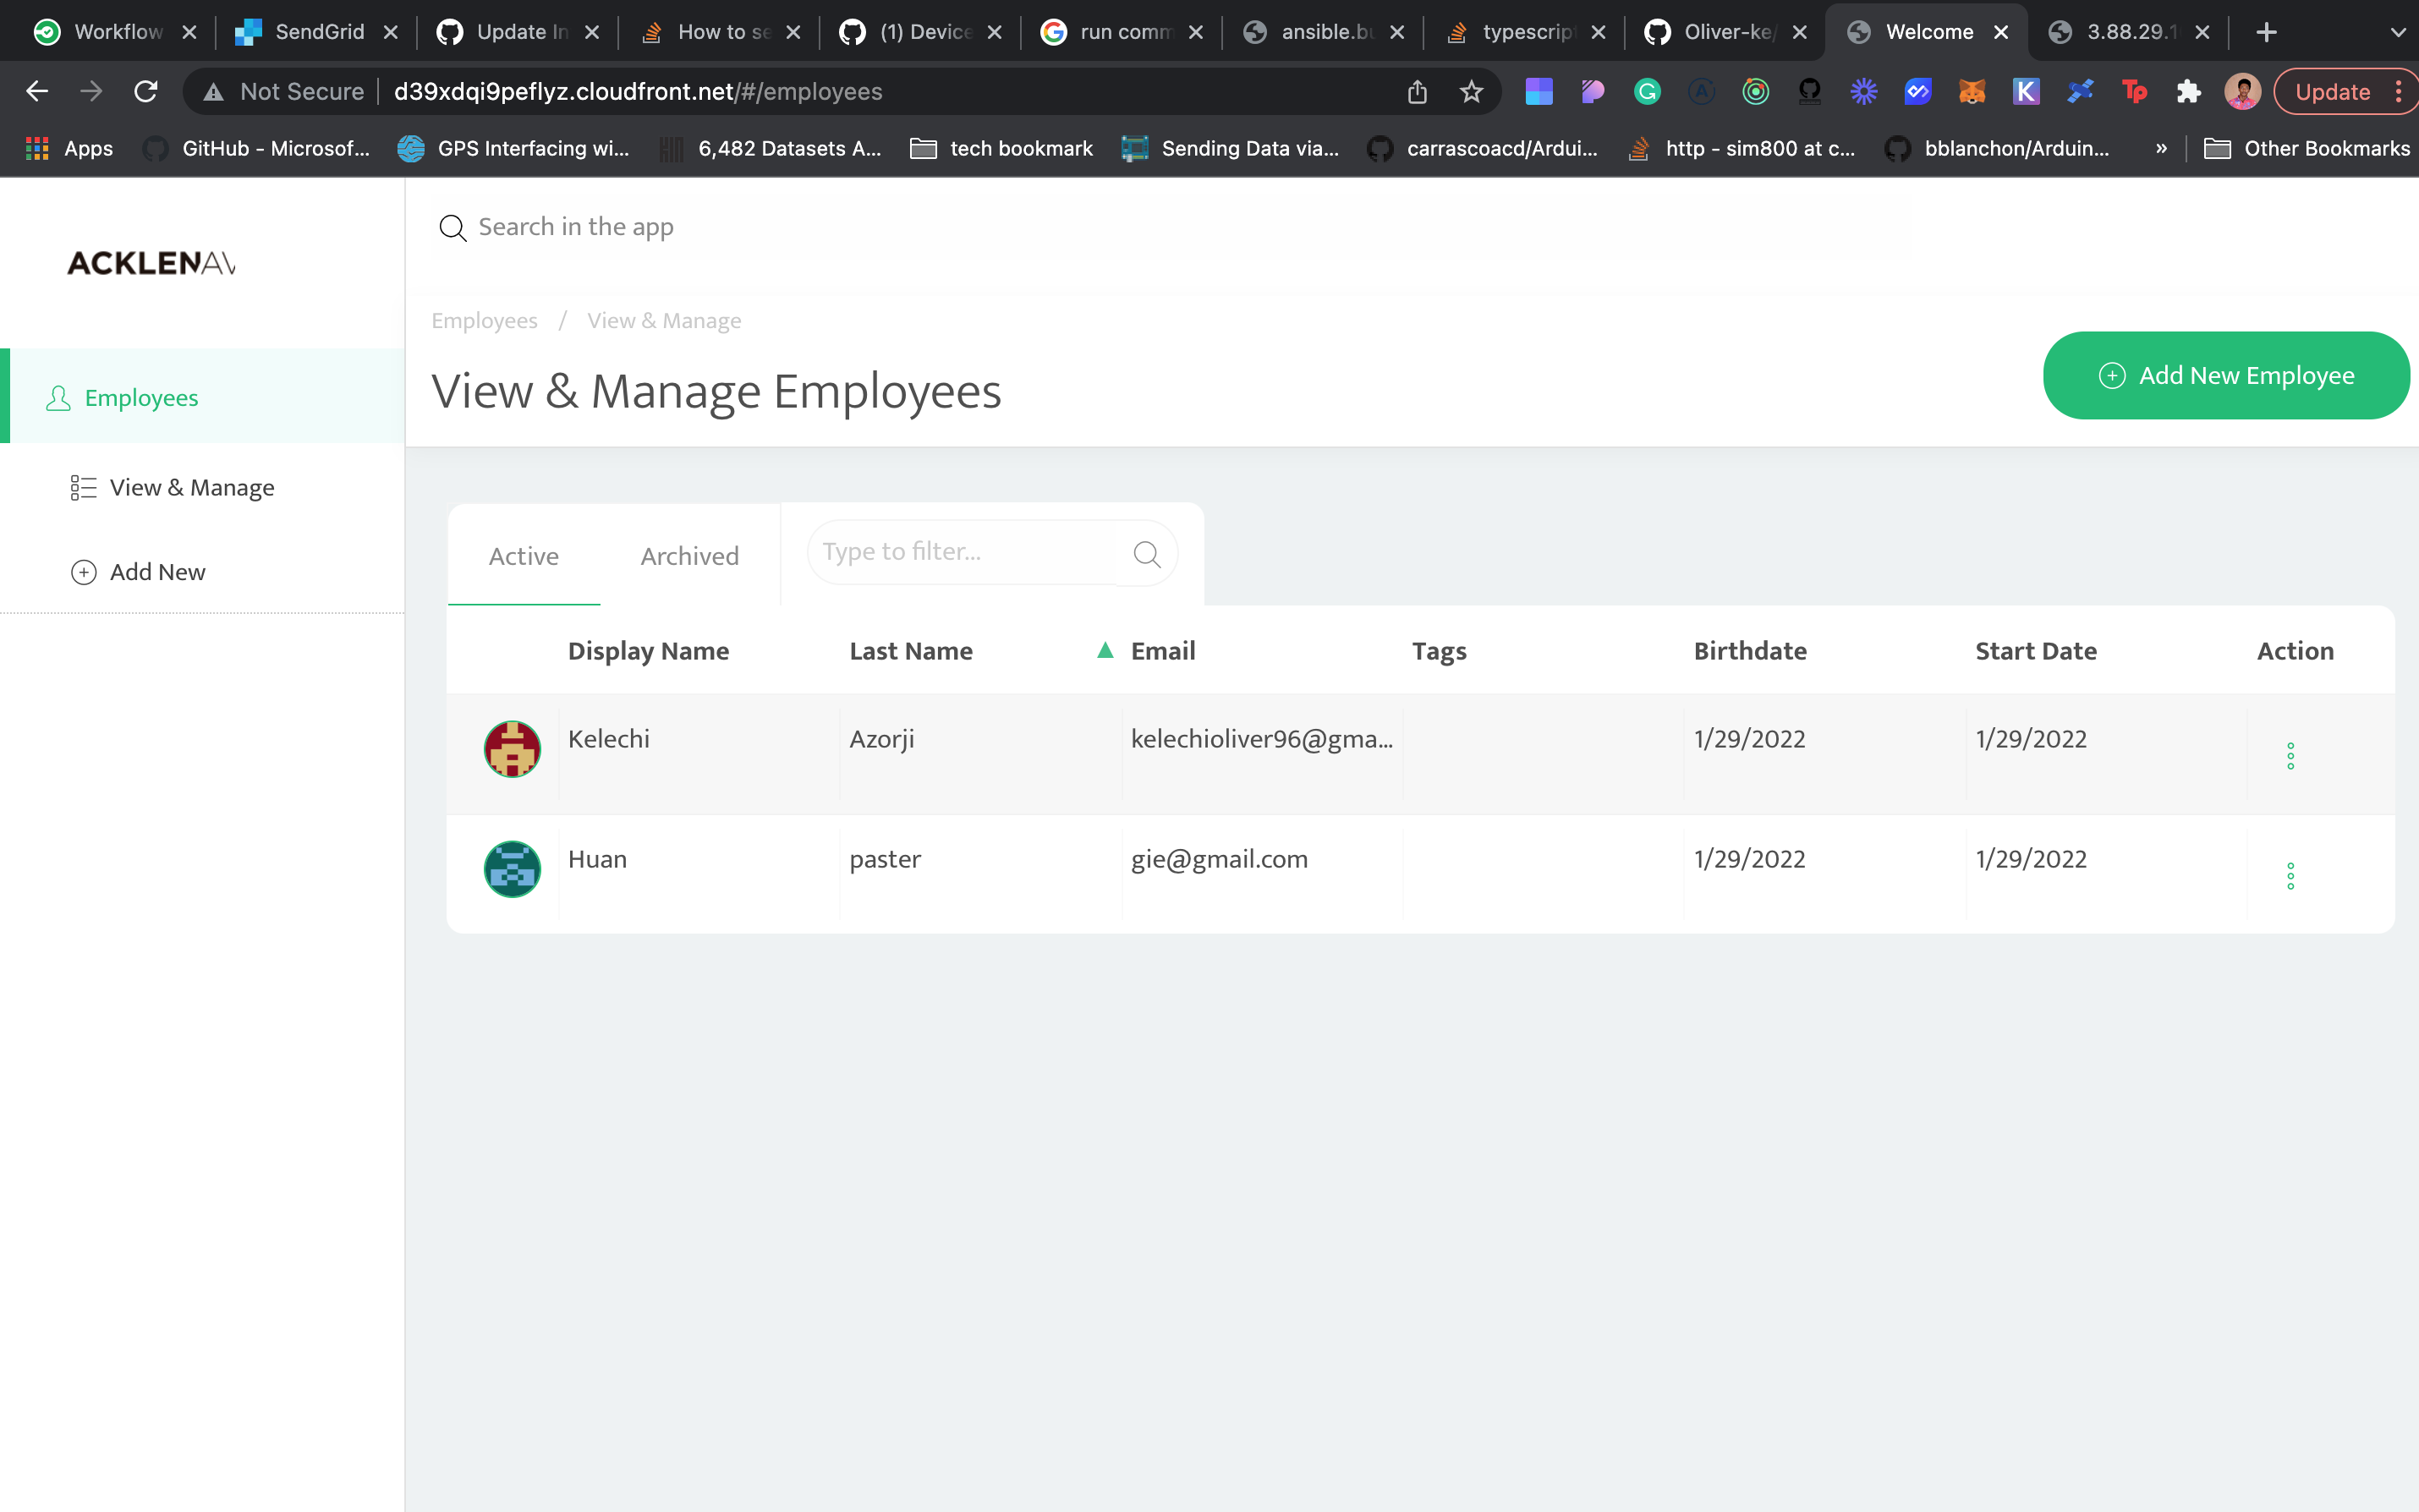 Workflow SendGrid Update In How to se (1) Device run comm ansible.bu typescrip Oliver-ke/ Welcome 3.88.29.1
Not Secure d39xdqi9peflyz.cloudfront.net/#/employees Update
Apps GitHub - Microsof... GPS Interfacing wi... 6,482 Datasets A... tech bookmark Sending Data via... carrascoacd/Ardui... http - sim800 at c... bblanchon/Arduin... » Other Bookmarks
Search in the app
ACKLENAV
Employees / View & Manage
View & Manage Employees
Add New Employee
Employees
View & Manage
Add New
Active Archived Type to filter...
Display Name Last Name Email Tags Birthdate Start Date Action
Kelechi Azorji kelechioliver96@gma... 1/29/2022 1/29/2022
Huan paster gie@gmail.com 1/29/2022 1/29/2022